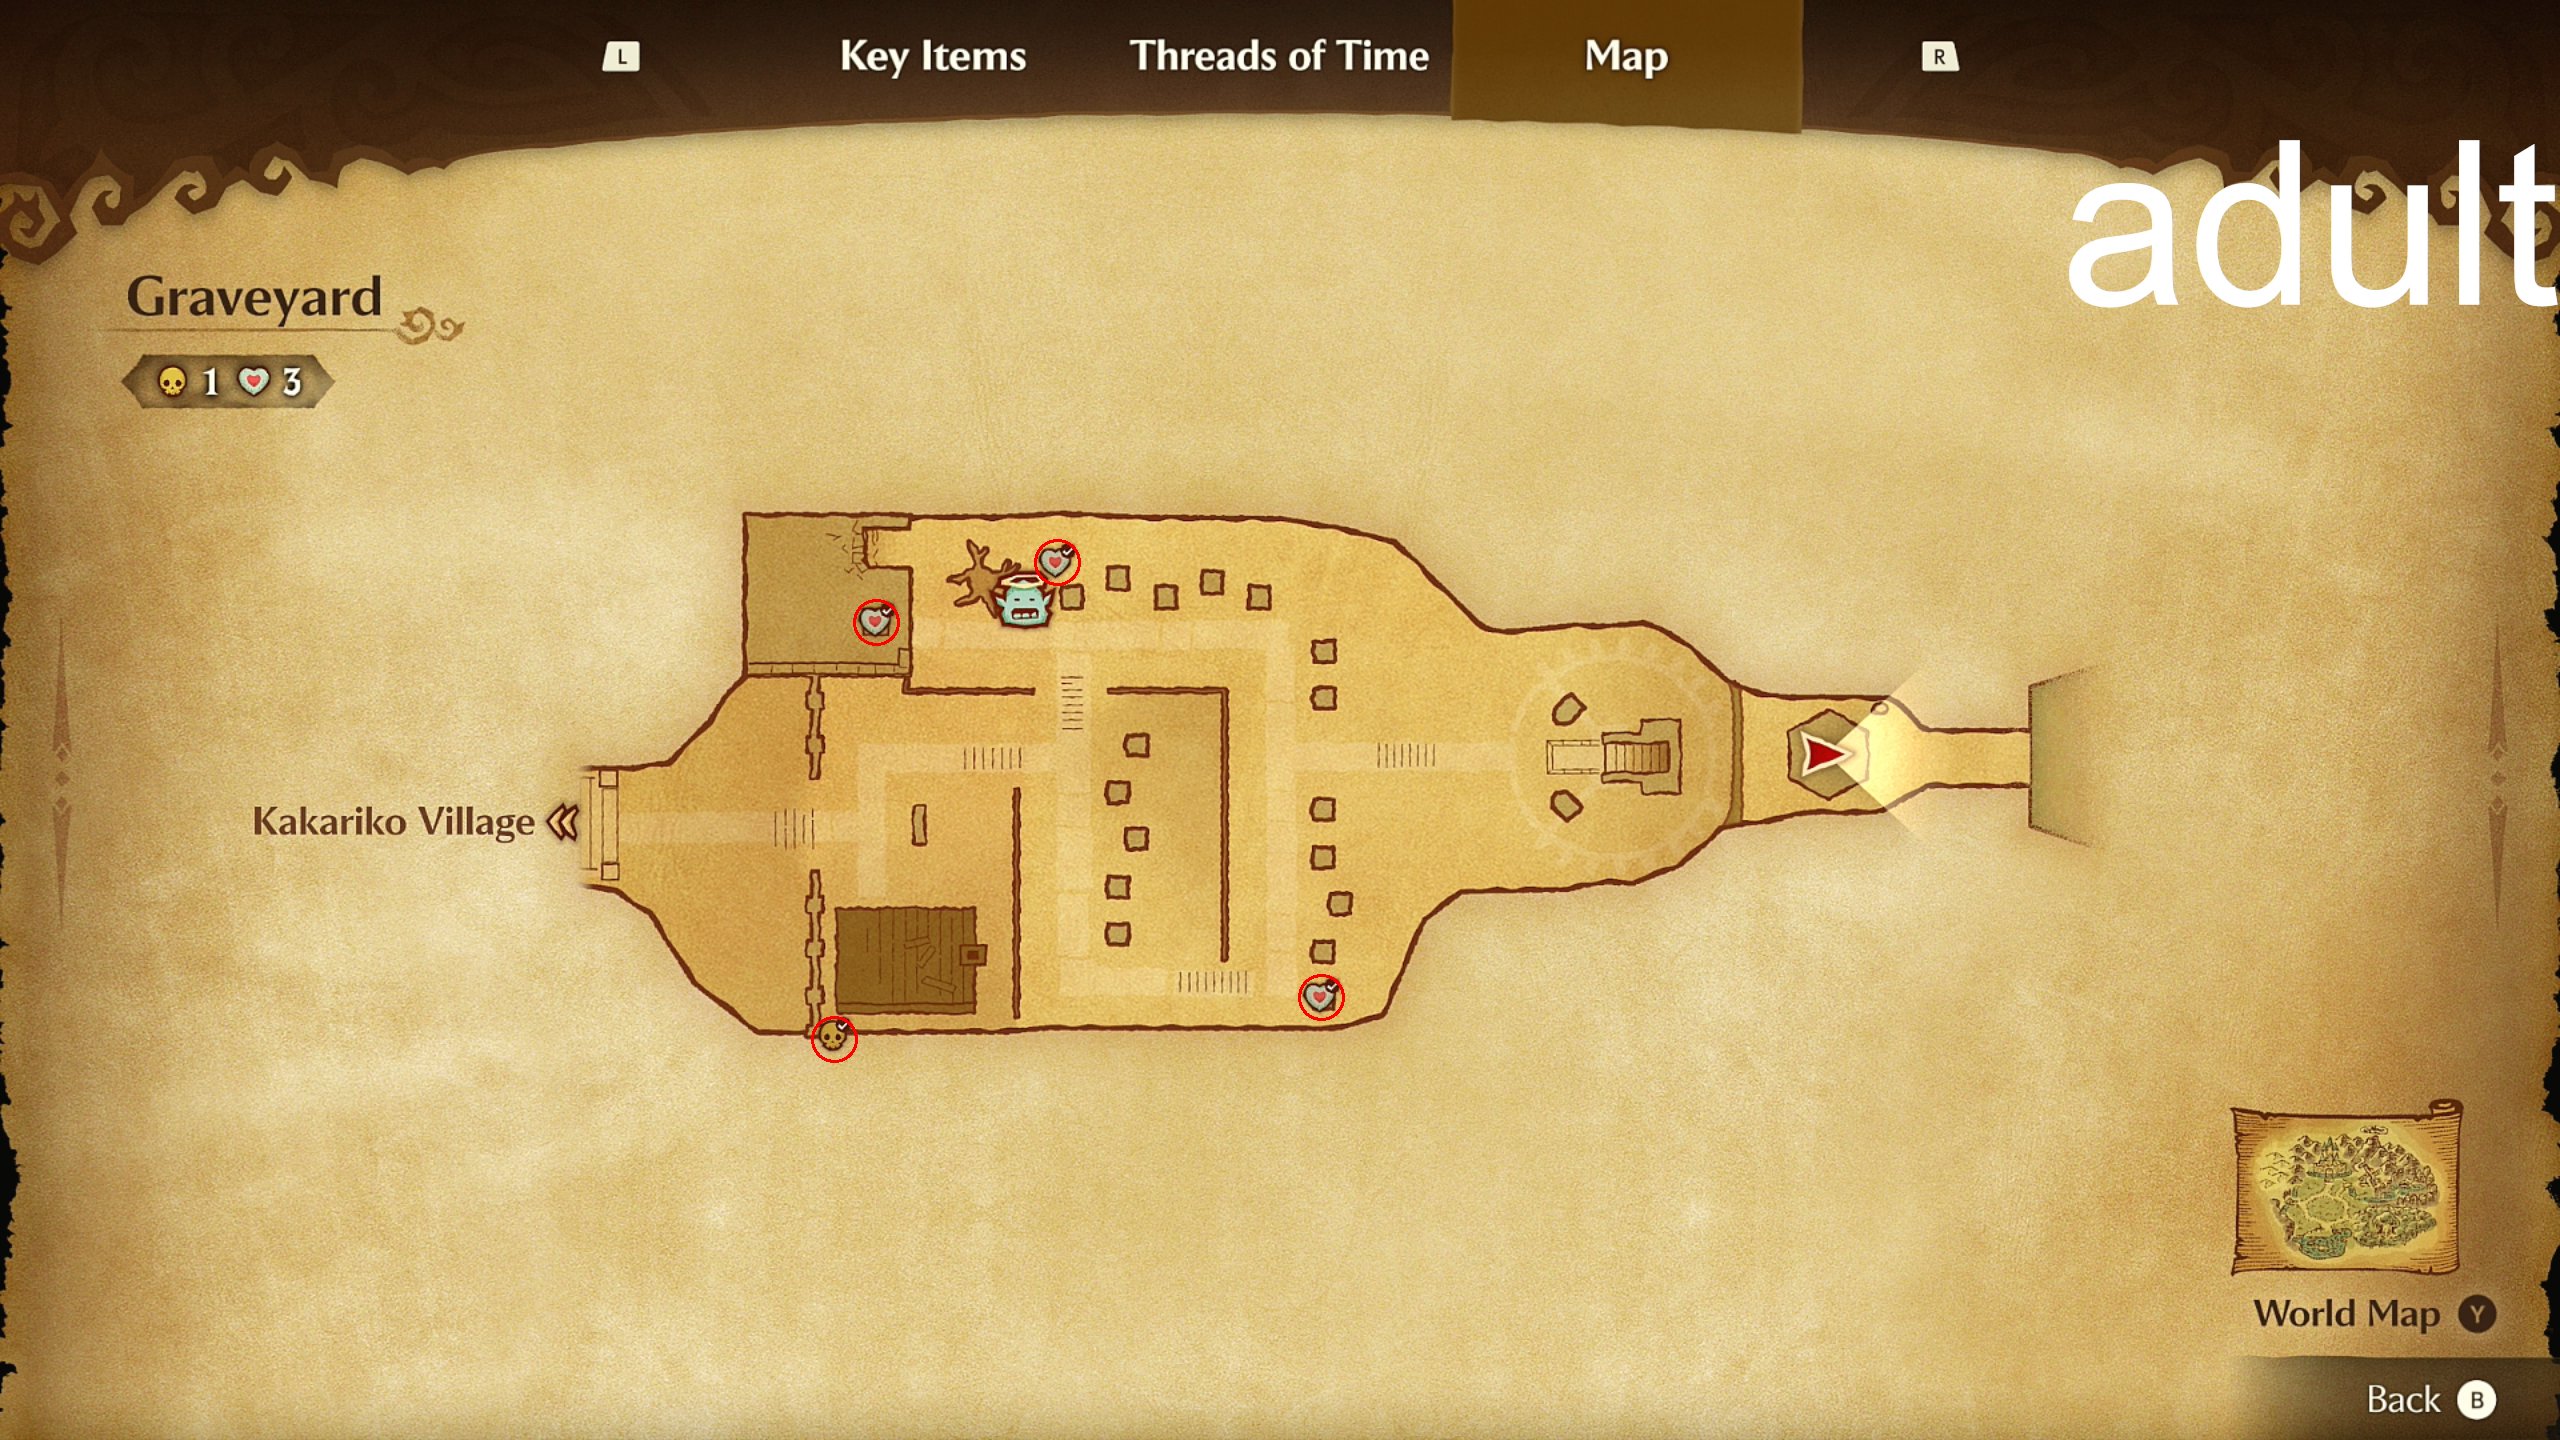 L Key Items Threads of Time Map R
adult
Graveyard
1 3
Kakariko Village
World Map Y
Back B